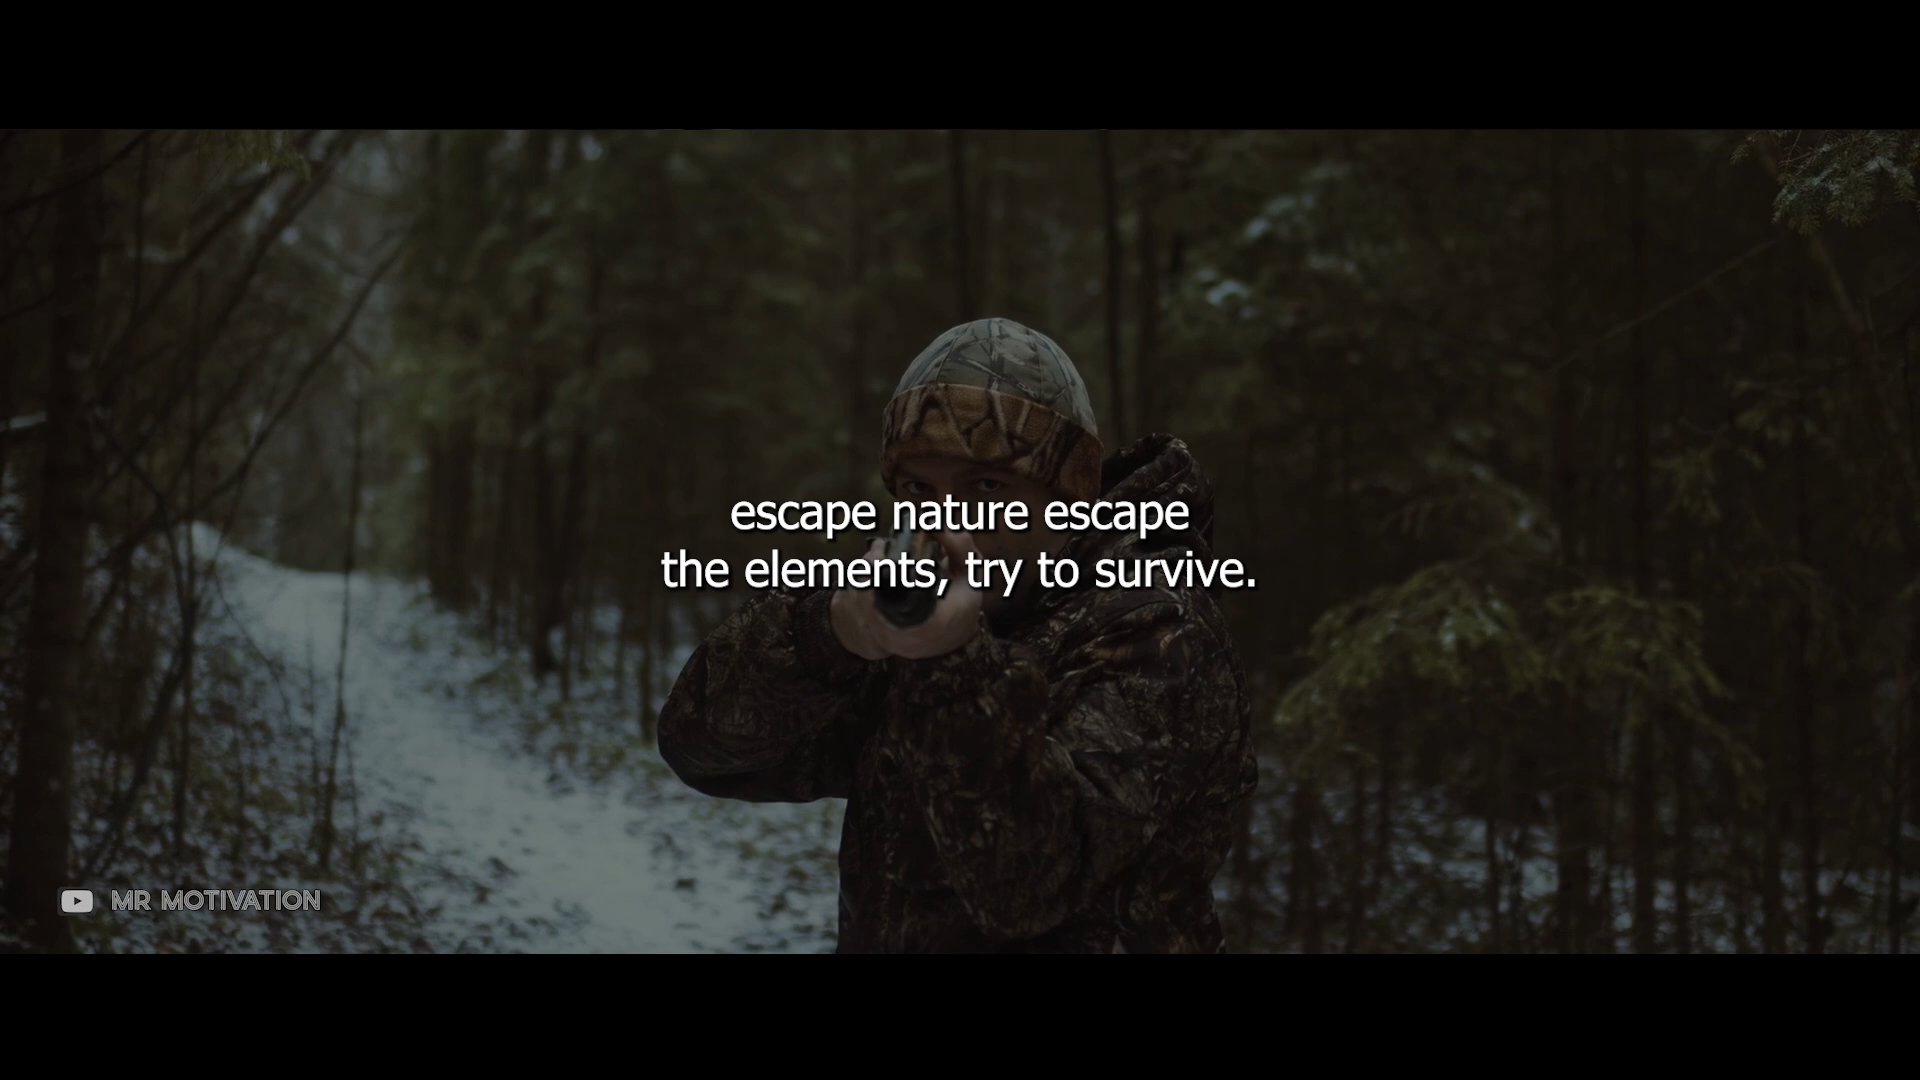 escape nature escape
the elements, try to survive.
MR MOTIVATION